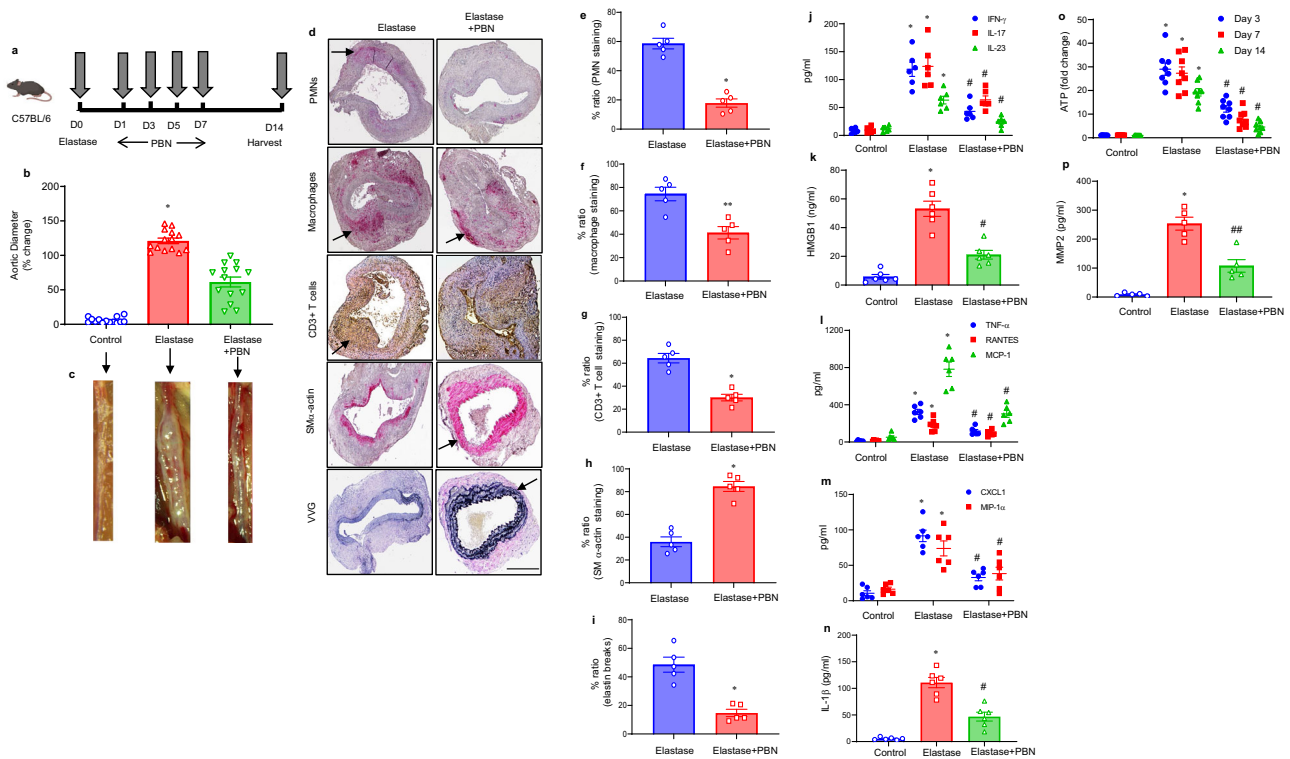 a
C57BL/6
D0
D1
D3
D5
D7
D14
Elastase
PBN
Harvest
b
Aortic Diameter
(% change)
200
150
100
50
0
*
Control
Elastase
Elastase
+PBN
c
d
Elastase
Elastase
+PBN
PMNs
Macrophages
CD3+ T cells
SMα-actin
VVG
e
% ratio
(PMN staining)
80
60
40
20
0
*
Elastase
Elastase+PBN
f
% ratio
(macrophage staining)
100
80
60
40
20
0
**
Elastase
Elastase+PBN
g
% ratio
(CD3+ T cell staining)
100
80
60
40
20
0
*
Elastase
Elastase+PBN
h
% ratio
(SM α-actin staining)
100
80
60
40
20
0
*
Elastase
Elastase+PBN
i
% ratio
(elastin breaks)
80
60
40
20
0
*
Elastase
Elastase+PBN
j
IFN-γ
IL-17
IL-23
pg/ml
250
200
150
100
50
0
* * *
# # #
Control
Elastase
Elastase+PBN
k
HMGB1 (ng/ml)
80
60
40
20
0
*
#
Control
Elastase
Elastase+PBN
l
TNF-α
RANTES
MCP-1
pg/ml
1500
1000
500
0
* * *
# # #
Control
Elastase
Elastase+PBN
m
CXCL1
MIP-1α
pg/ml
200
150
100
50
0
* *
# #
Control
Elastase
Elastase+PBN
n
IL-1β (pg/ml)
200
150
100
50
0
*
#
Control
Elastase
Elastase+PBN
o
Day 3
Day 7
Day 14
ATP (fold change)
50
40
30
20
10
0
* * *
# # #
Control
Elastase
Elastase+PBN
p
MMP2 (pg/ml)
400
300
200
100
0
*
##
Control
Elastase
Elastase+PBN